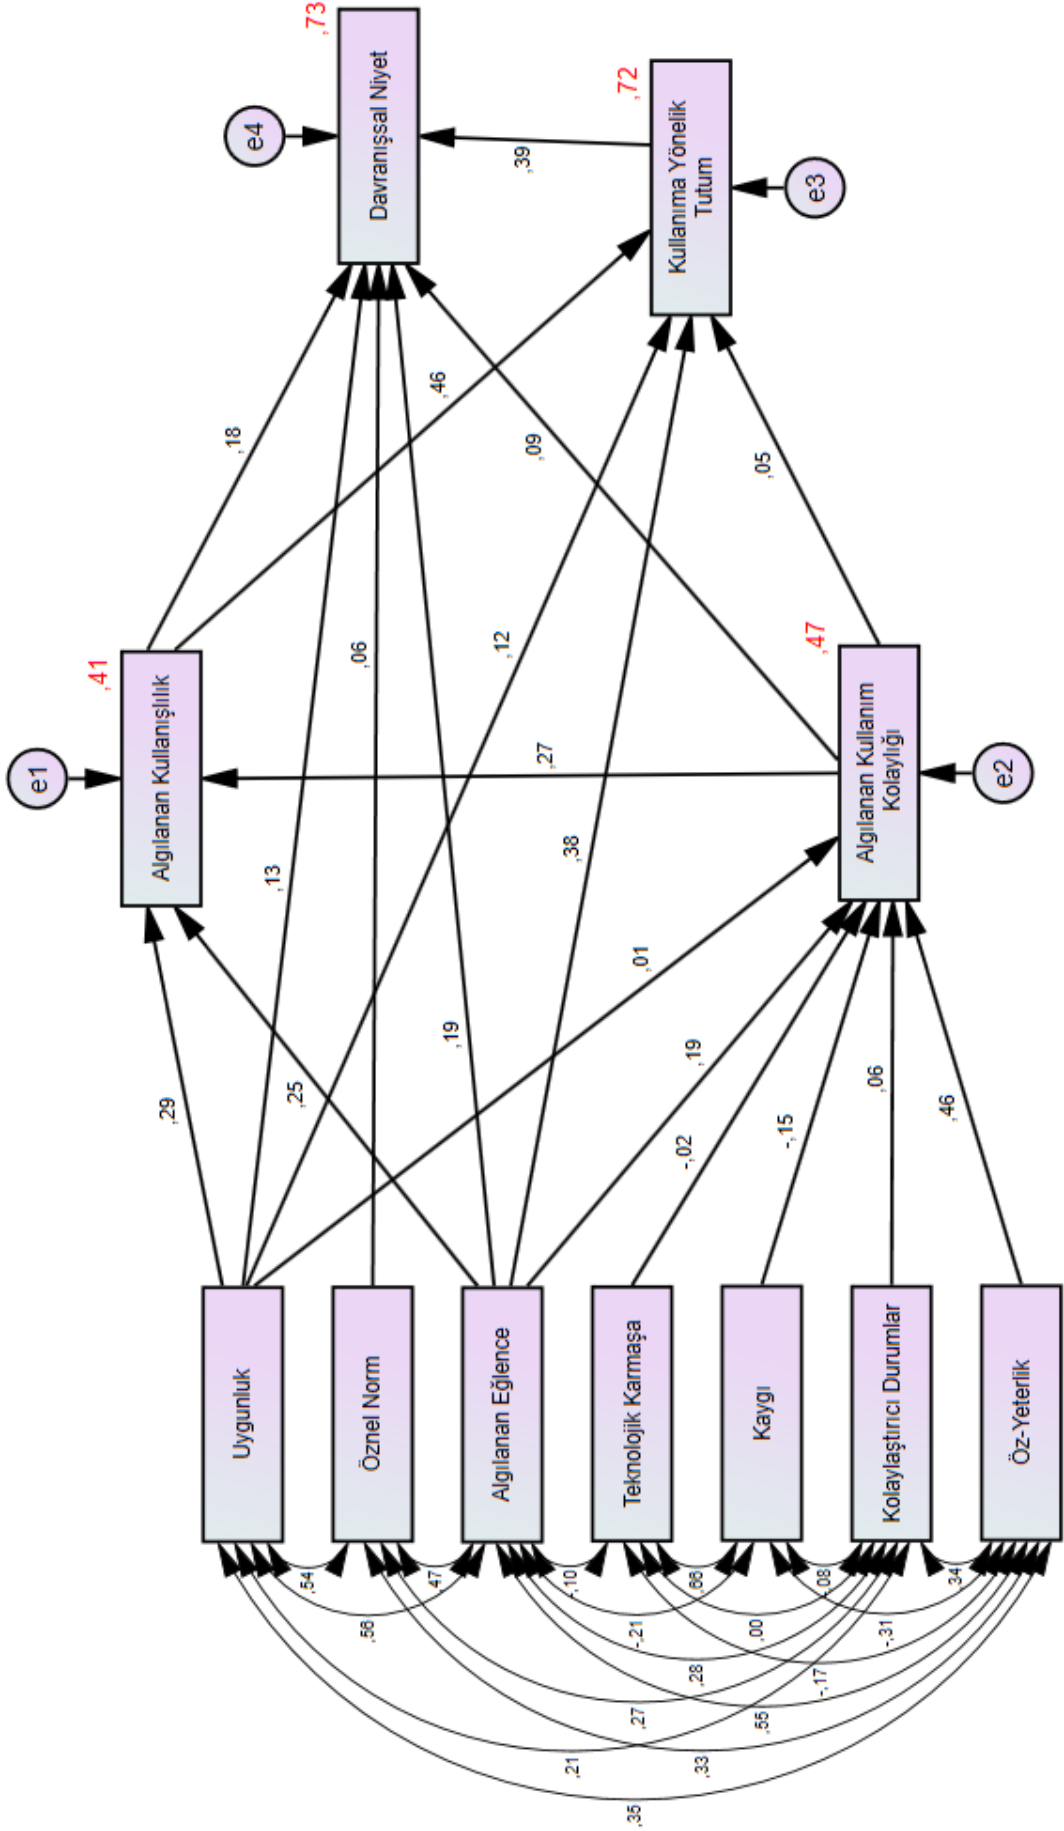 Uygunluk
Öznel Norm
Algılanan Eğlence
Teknolojik Karmaşa
Kaygı
Kolaylaştırıcı Durumlar
Öz-Yeterlik
e1
Algılanan Kullanışlılık
,41
Algılanan Kullanım
Kolaylığı
,47
e2
e4
Davranışsal Niyet
,73
Kullanıma Yönelik
Tutum
,72
e3
,29
,13
,25
,12
,01
,06
,19
,38
,19
-,02
-,15
,06
,46
,27
,18
,46
,09
,05
,39
,54
,47
-,10
,66
-,08
,34
,56
-,21
,00
-,31
,28
-,17
,27
,55
,21
,33
,35